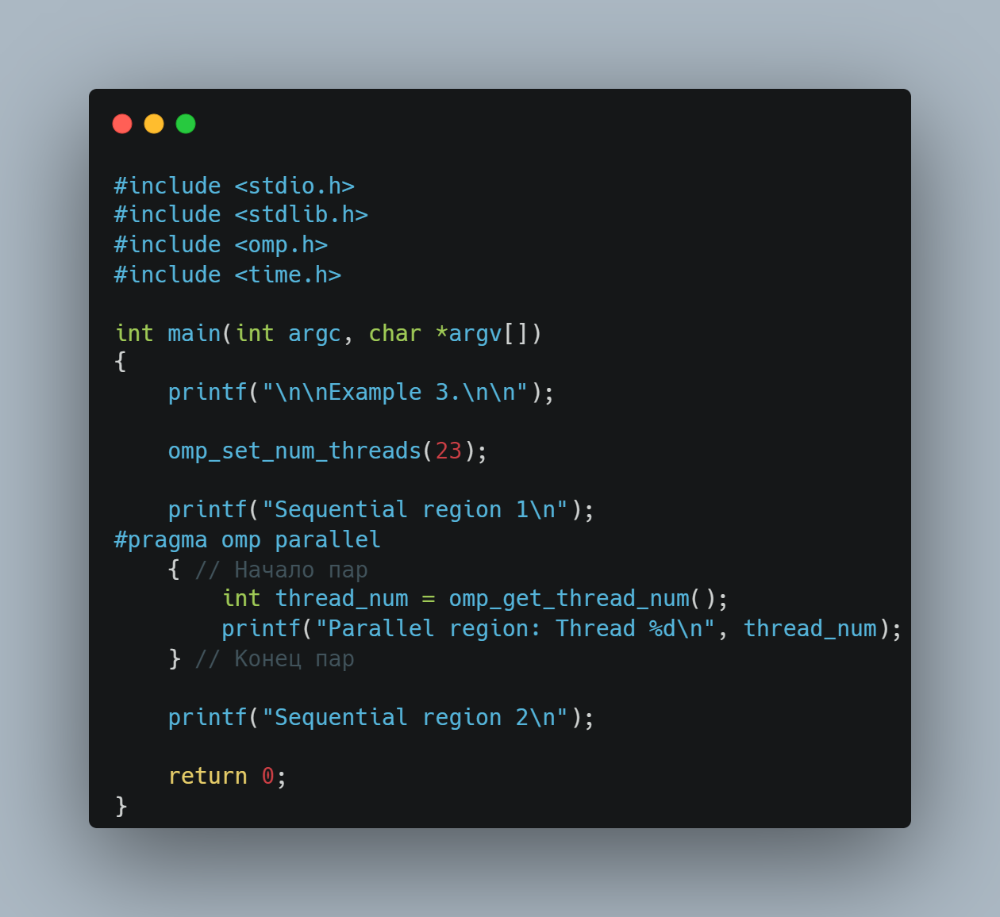 #include <stdio.h>
#include <stdlib.h>
#include <omp.h>
#include <time.h>

int main(int argc, char *argv[])
{
    printf("\n\nExample 3.\n\n");

    omp_set_num_threads(23);

    printf("Sequential region 1\n");
#pragma omp parallel
    { // Начало пар
        int thread_num = omp_get_thread_num();
        printf("Parallel region: Thread %d\n", thread_num);
    } // Конец пар

    printf("Sequential region 2\n");

    return 0;
}